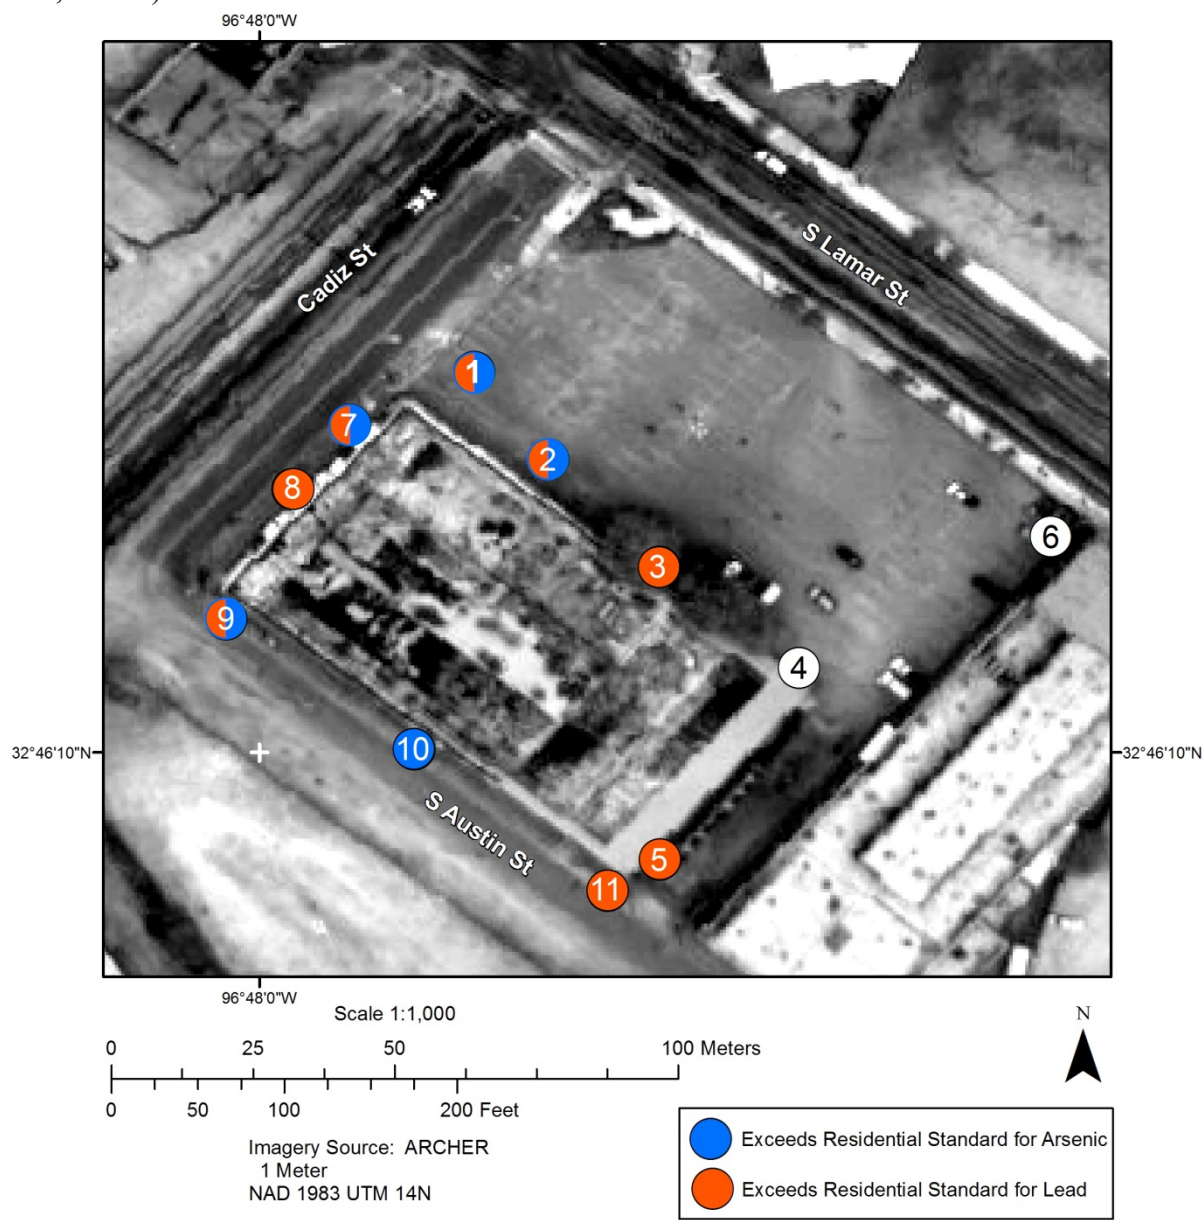 96°48'0"W
S Lamar St
Cadiz St
1
7
2
8
6
3
9
4
32°46'10"N
32°46'10"N
10
S Austin St
5
11
96°48'0"W
Scale 1:1,000
N
0 25 50 100 Meters
0 50 100 200 Feet
Imagery Source: ARCHER
1 Meter
NAD 1983 UTM 14N
Exceeds Residential Standard for Arsenic
Exceeds Residential Standard for Lead